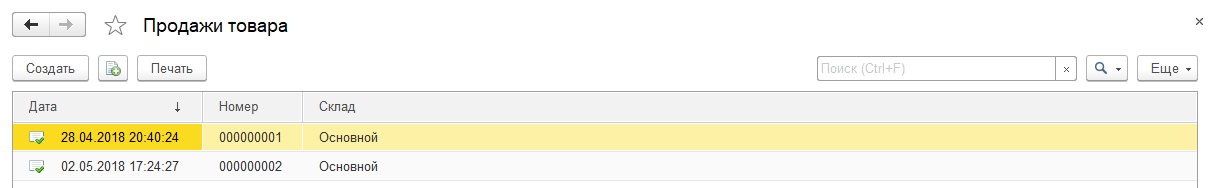 Продажи товара
Создать Печать Поиск (Ctrl+F) × Еще
Дата ↓ Номер Склад
28.04.2018 20:40:24 000000001 Основной
02.05.2018 17:24:27 000000002 Основной